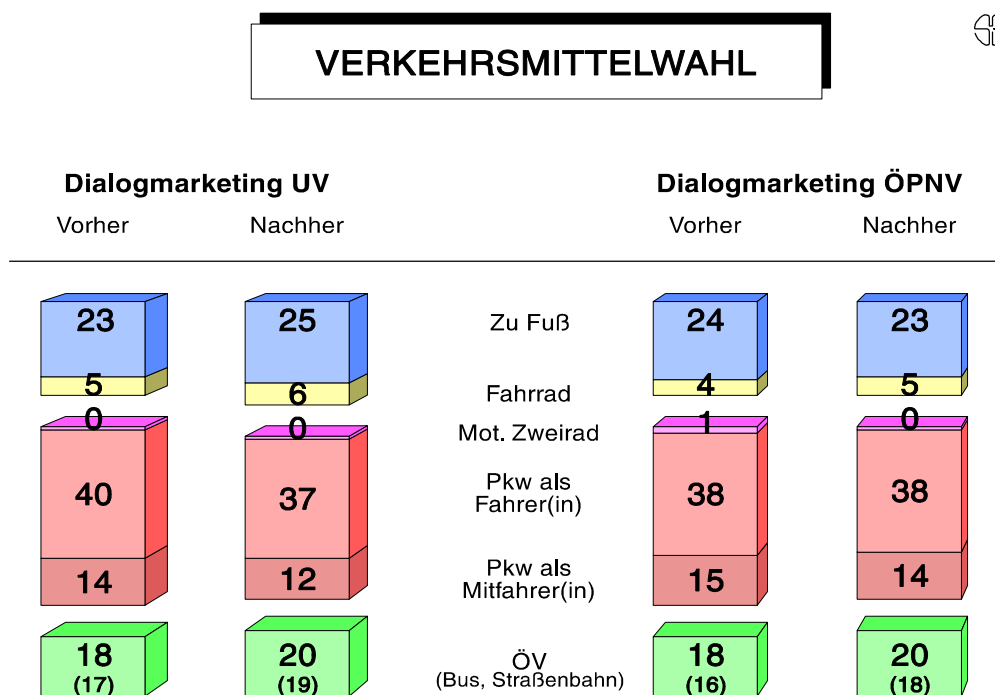 VERKEHRSMITTELWAHL
Dialogmarketing UV Dialogmarketing ÖPNV
Vorher Nachher Vorher Nachher
23 25 Zu Fuß 24 23
5 6 Fahrrad 4 5
0 0 Mot. Zweirad 1 0
40 37 Pkw als Fahrer(in) 38 38
14 12 Pkw als Mitfahrer(in) 15 14
18 20 ÖV 18 20
(17) (19) (Bus, Straßenbahn) (16) (18)